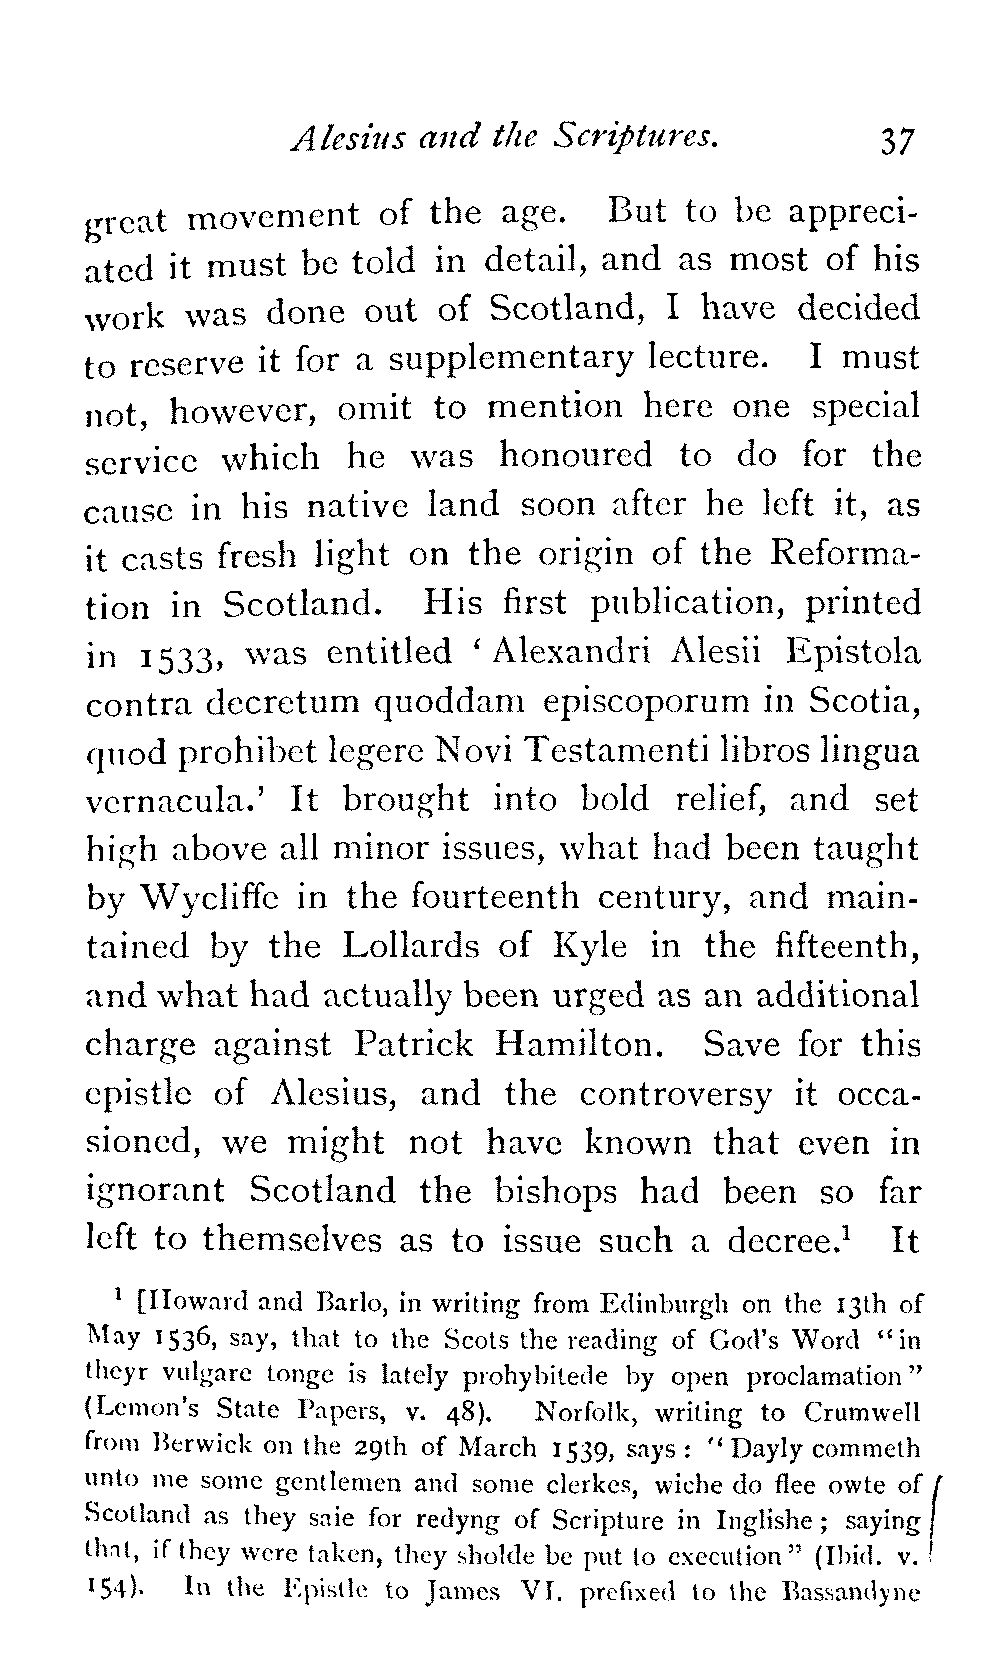 Alesius and the Scriptures. 37
great movement of the age. But to be appreci-
ated it must be told in detail, and as most of his
work was done out of Scotland, I have decided
to reserve it for a supplementary lecture. I must
not, however, omit to mention here one special
service which he was honoured to do for the
cause in his native land soon after he left it, as
it casts fresh light on the origin of the Reforma-
tion in Scotland. His first publication, printed
in 1533, was entitled ‘Alexandri Alesii Epistola
contra decretum quoddam episcoporum in Scotia,
quod prohibet legere Novi Testamenti libros lingua
vernacula.’ It brought into bold relief, and set
high above all minor issues, what had been taught
by Wycliffe in the fourteenth century, and main-
tained by the Lollards of Kyle in the fifteenth,
and what had actually been urged as an additional
charge against Patrick Hamilton. Save for this
epistle of Alesius, and the controversy it occa-
sioned, we might not have known that even in
ignorant Scotland the bishops had been so far
left to themselves as to issue such a decree.¹ It
¹ [Howard and Barlo, in writing from Edinburgh on the 13th of
May 1536, say, that to the Scots the reading of God's Word “in
theyr vulgare tonge is lately prohybitede by open proclamation”
(Lemon's State Papers, v. 48). Norfolk, writing to Crumwell
from Berwick on the 29th of March 1539, says: “Dayly commeth
unto me some gentlemen and some clerkes, wiche do flee owte of
Scotland as they saie for redyng of Scripture in Inglishe; saying
that, if they were taken, they sholde be put to execution” (Ibid. v.
154). In the Epistle to James VI. prefixed to the Bassandyne